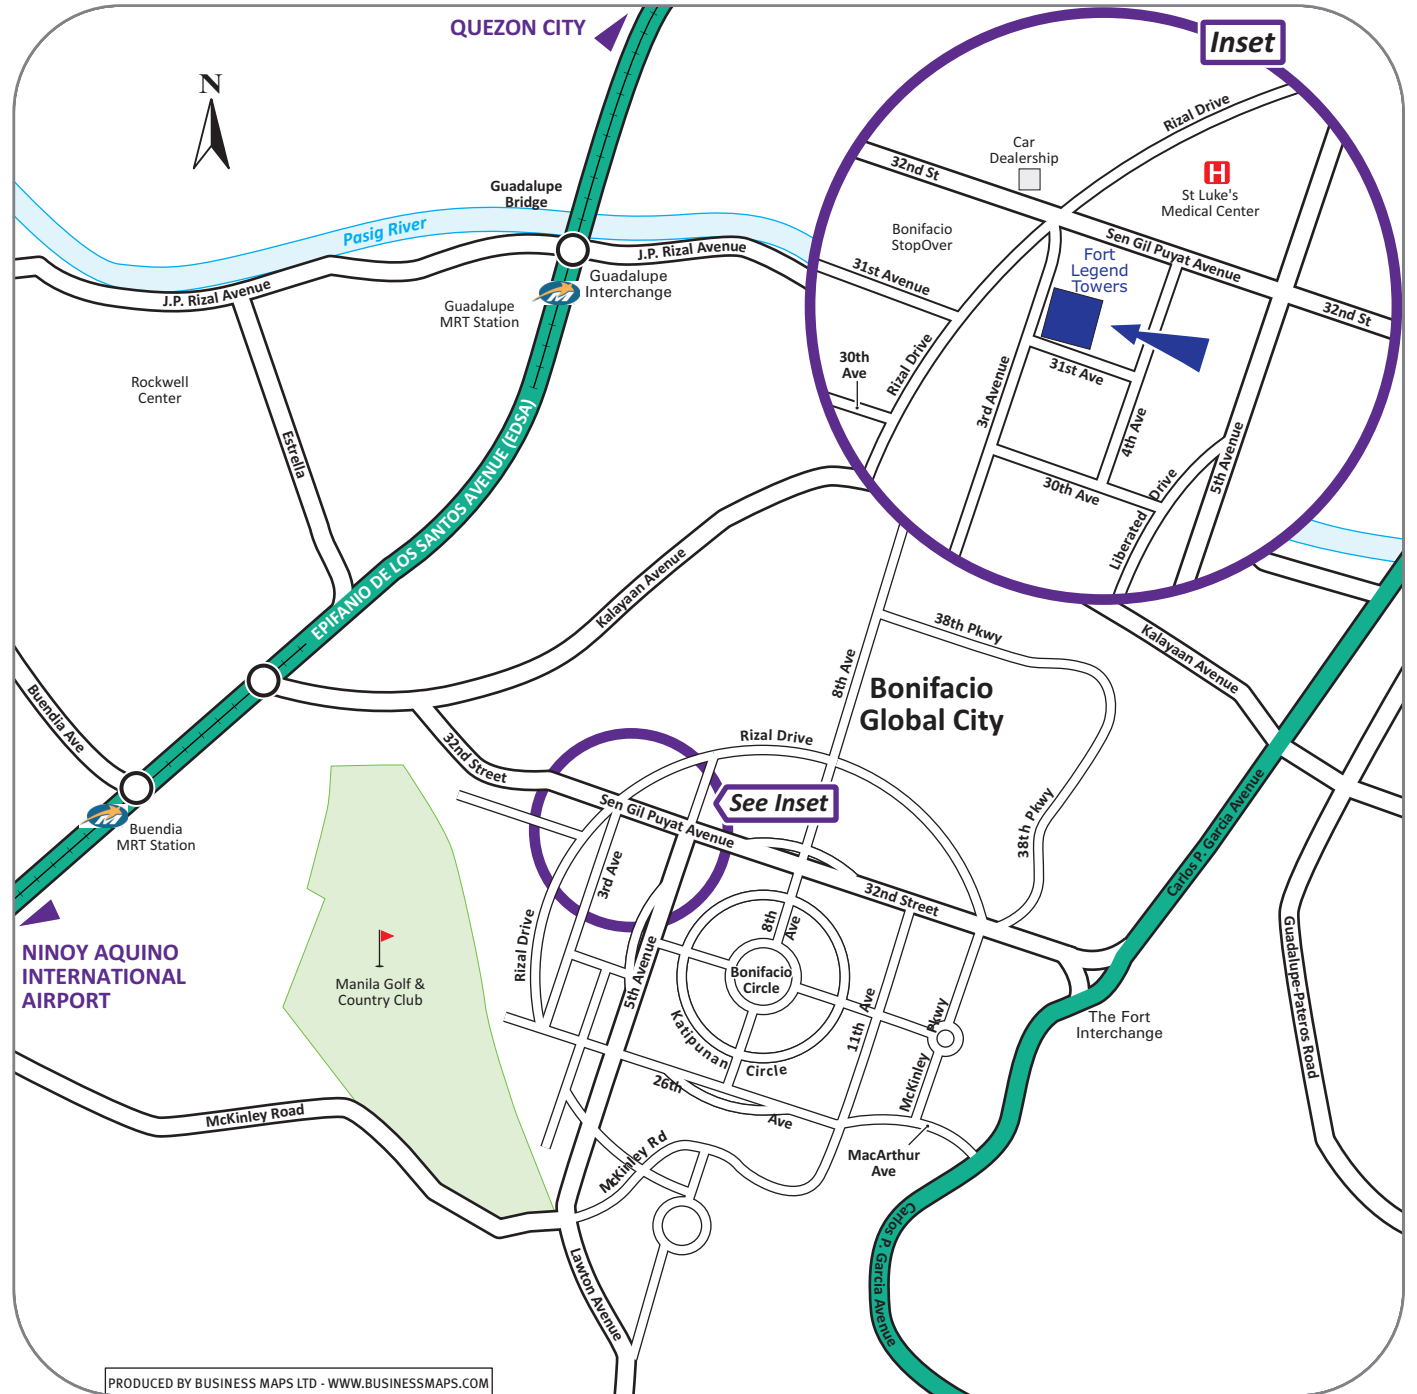 QUEZON CITY
Inset
N
Rizal Drive
Car
Dealership
32nd St
H
St Luke's
Medical Center
Guadalupe
Bridge
Pasig River
Bonifacio
StopOver
Sen Gil Puyat Avenue
J.P. Rizal Avenue
Fort
Legend
Towers
31st Avenue
Guadalupe
Interchange
J.P. Rizal Avenue
M
Guadalupe
MRT Station
32nd St
30th
Ave
Rizal Drive
31st Ave
Rockwell
Center
3rd Avenue
4th Ave
Estrella
5th Avenue
EPIFANIO DE LOS SANTOS AVENUE (EDSA)
30th Ave
Liberated Drive
Kalayaan Avenue
38th Pkwy
Kalayaan Avenue
8th Ave
Bonifacio
Global City
Buendia Ave
32nd Street
Rizal Drive
See Inset
Sen Gil Puyat Avenue
M
Buendia
MRT Station
38th Pkwy
Carlos P. Garcia Avenue
3rd Ave
32nd Street
8th Ave
Rizal Drive
5th Avenue
NINOY AQUINO
INTERNATIONAL
AIRPORT
Manila Golf &
Country Club
Bonifacio
Circle
11th Ave
Guadalupe-Pateros Road
The Fort
Interchange
Katipunan Circle
McKinley Pkwy
26th Ave
McKinley Road
McKinley Rd
MacArthur
Ave
Carlos P. Garcia Avenue
Lawton Avenue
PRODUCED BY BUSINESS MAPS LTD - WWW.BUSINESSMAPS.COM